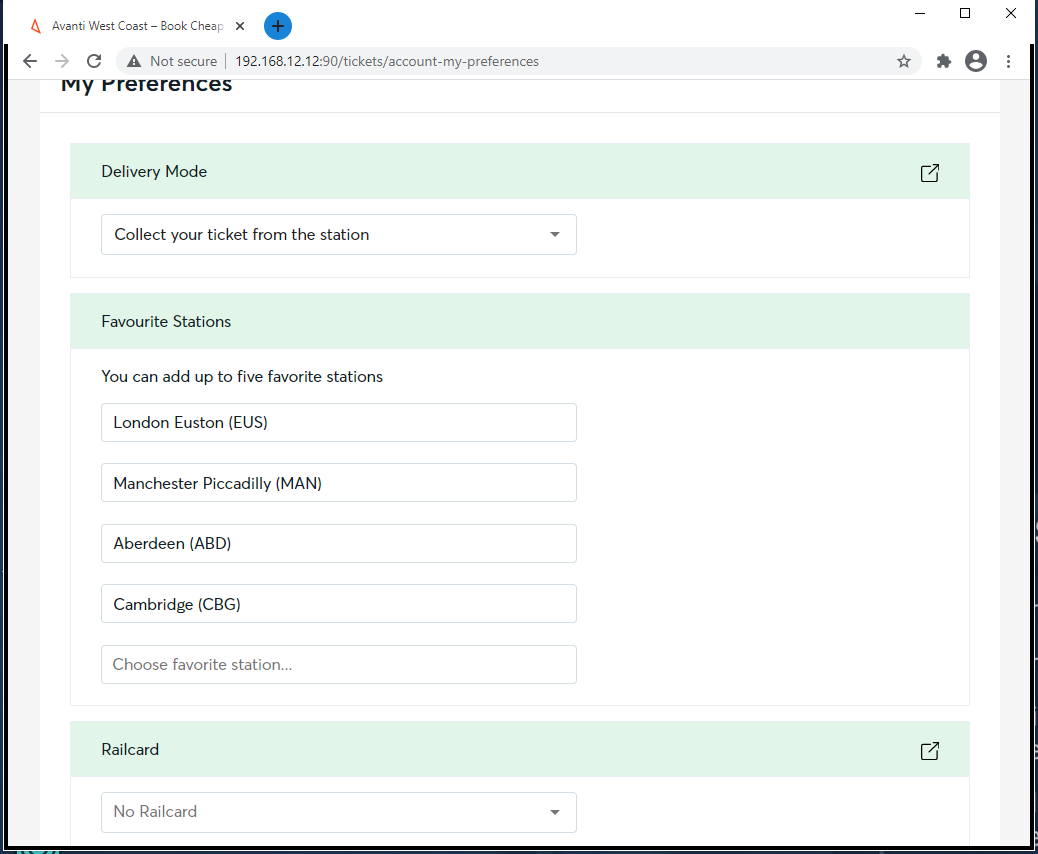 Avanti West Coast – Book Cheap
Not secure
192.168.12.12:90/tickets/account-my-preferences
My Preferences
Delivery Mode
Collect your ticket from the station
Favourite Stations
You can add up to five favorite stations
London Euston (EUS)
Manchester Piccadilly (MAN)
Aberdeen (ABD)
Cambridge (CBG)
Choose favorite station...
Railcard
No Railcard